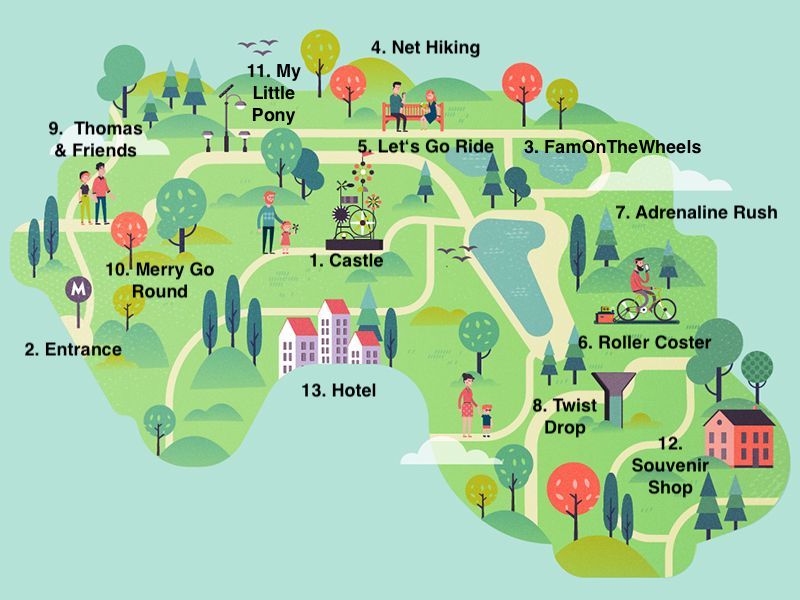 4. Net Hiking
11. My
Little
Pony
9. Thomas
& Friends
5. Let's Go Ride
3. FamOnTheWheels
7. Adrenaline Rush
1. Castle
10. Merry Go
Round
M
2. Entrance
6. Roller Coster
13. Hotel
8. Twist
Drop
12.
Souvenir
Shop